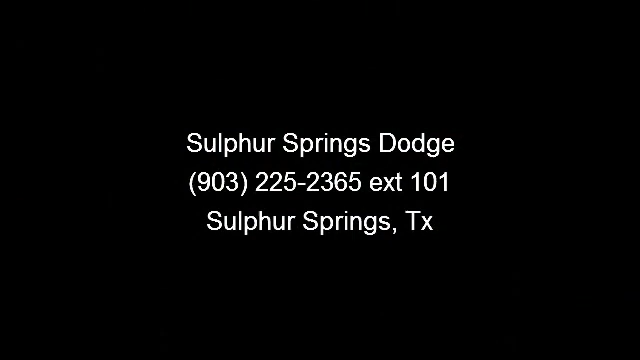 Sulphur Springs Dodge
(903) 225-2365 ext 101
Sulphur Springs, Tx